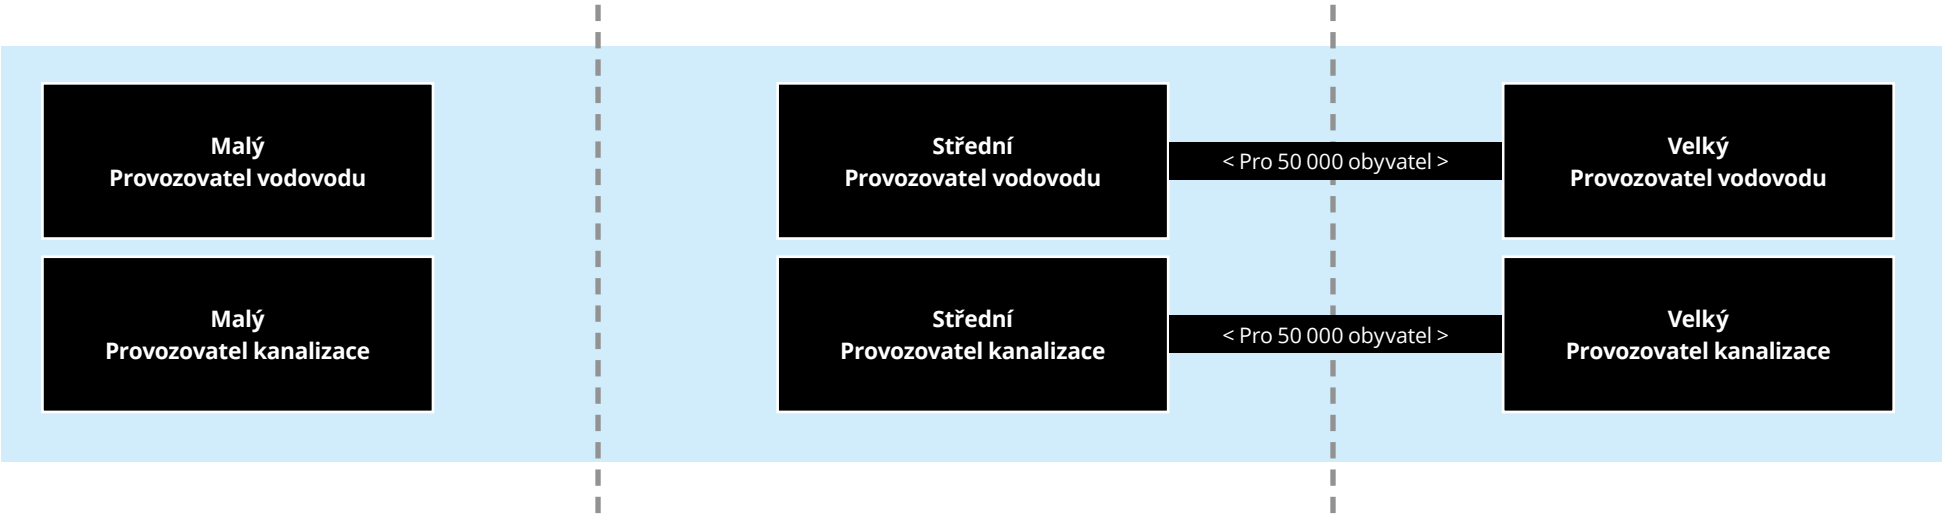 Malý
Provozovatel vodovodu
Střední
Provozovatel vodovodu
< Pro 50 000 obyvatel >
Velký
Provozovatel vodovodu
Malý
Provozovatel kanalizace
Střední
Provozovatel kanalizace
< Pro 50 000 obyvatel >
Velký
Provozovatel kanalizace